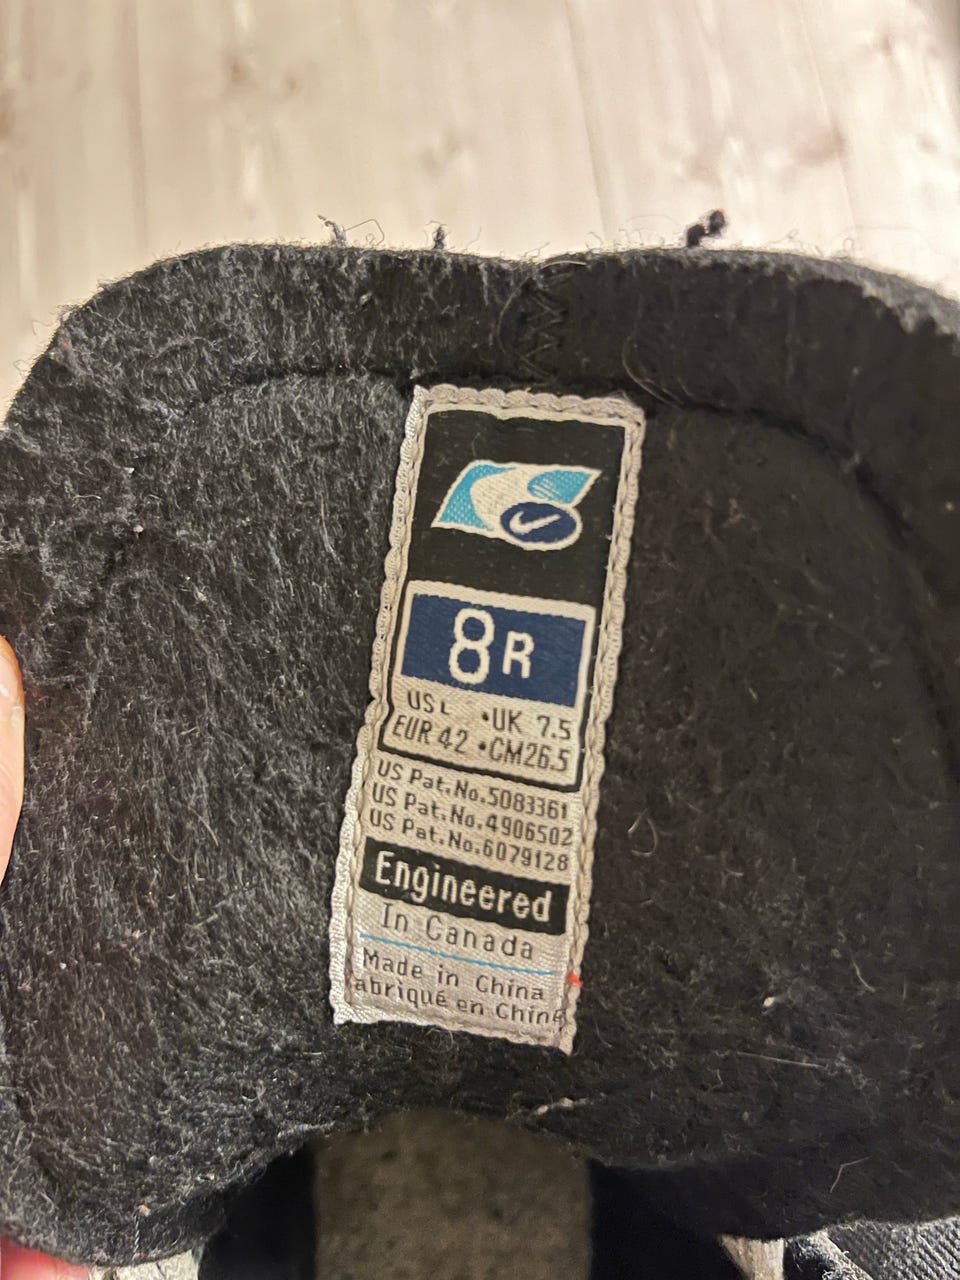 8R
US L •UK 7.5
EUR 42 •CM26.5
US Pat.No.5083361
US Pat.No.4906502
US Pat.No.6079128
Engineered
In Canada
Made in China
abriqué en Chine